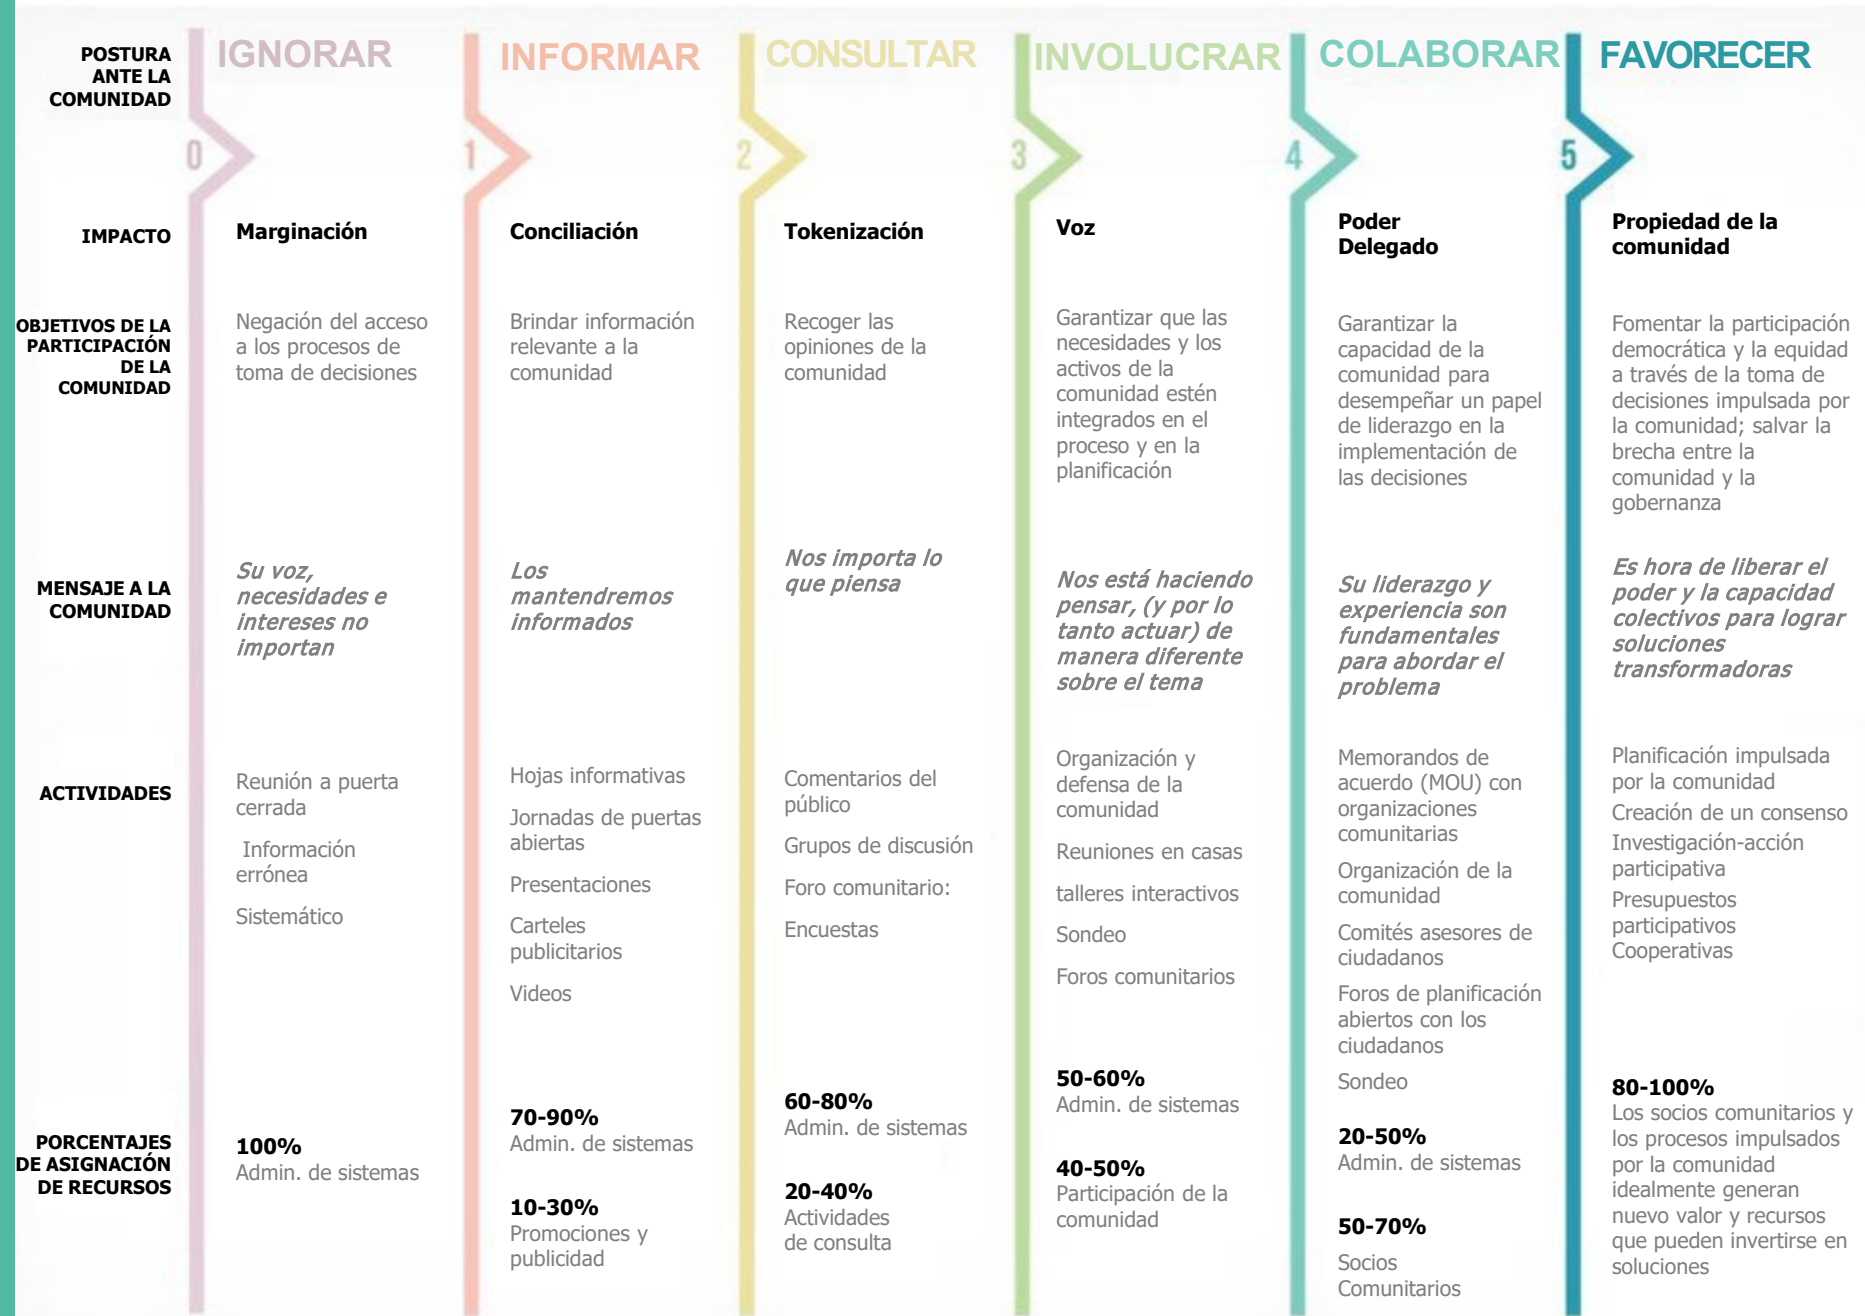 POSTURA
ANTE LA
COMUNIDAD
IGNORAR
INFORMAR
CONSULTAR
INVOLUCRAR
COLABORAR
FAVORECER
0
1
2
3
4
5
IMPACTO
Marginación
Conciliación
Tokenización
Voz
Poder
Delegado
Propiedad de la
comunidad
OBJETIVOS DE LA
PARTICIPACIÓN
DE LA
COMUNIDAD
Negación del acceso
a los procesos de
toma de decisiones
Brindar información
relevante a la
comunidad
Recoger las
opiniones de la
comunidad
Garantizar que las
necesidades y los
activos de la
comunidad estén
integrados en el
proceso y en la
planificación
Garantizar la
capacidad de la
comunidad para
desempeñar un papel
de liderazgo en la
implementación de
las decisiones
Fomentar la participación
democrática y la equidad
a través de la toma de
decisiones impulsada por
la comunidad; salvar la
brecha entre la
comunidad y la
gobernanza
MENSAJE A LA
COMUNIDAD
Su voz,
necesidades e
intereses no
importan
Los
mantendremos
informados
Nos importa lo
que piensa
Nos está haciendo
pensar, (y por lo
tanto actuar) de
manera diferente
sobre el tema
Su liderazgo y
experiencia son
fundamentales
para abordar el
problema
Es hora de liberar el
poder y la capacidad
colectivos para lograr
soluciones
transformadoras
ACTIVIDADES
Reunión a puerta
cerrada
Información
errónea
Sistemático
Hojas informativas
Jornadas de puertas
abiertas
Presentaciones
Carteles
publicitarios
Videos
Comentarios del
público
Grupos de discusión
Foro comunitario:
Encuestas
Organización y
defensa de la
comunidad
Reuniones en casas
talleres interactivos
Sondeo
Foros comunitarios
Memorandos de
acuerdo (MOU) con
organizaciones
comunitarias
Organización de la
comunidad
Comités asesores de
ciudadanos
Foros de planificación
abiertos con los
ciudadanos
Sondeo
Planificación impulsada
por la comunidad
Creación de un consenso
Investigación-acción
participativa
Presupuestos
participativos
Cooperativas
PORCENTAJES
DE ASIGNACIÓN
DE RECURSOS
100%
Admin. de sistemas
70-90%
Admin. de sistemas
10-30%
Promociones y
publicidad
60-80%
Admin. de sistemas
20-40%
Actividades
de consulta
50-60%
Admin. de sistemas
40-50%
Participación de la
comunidad
20-50%
Admin. de sistemas
50-70%
Socios
Comunitarios
80-100%
Los socios comunitarios y
los procesos impulsados
por la comunidad
idealmente generan
nuevo valor y recursos
que pueden invertirse en
soluciones